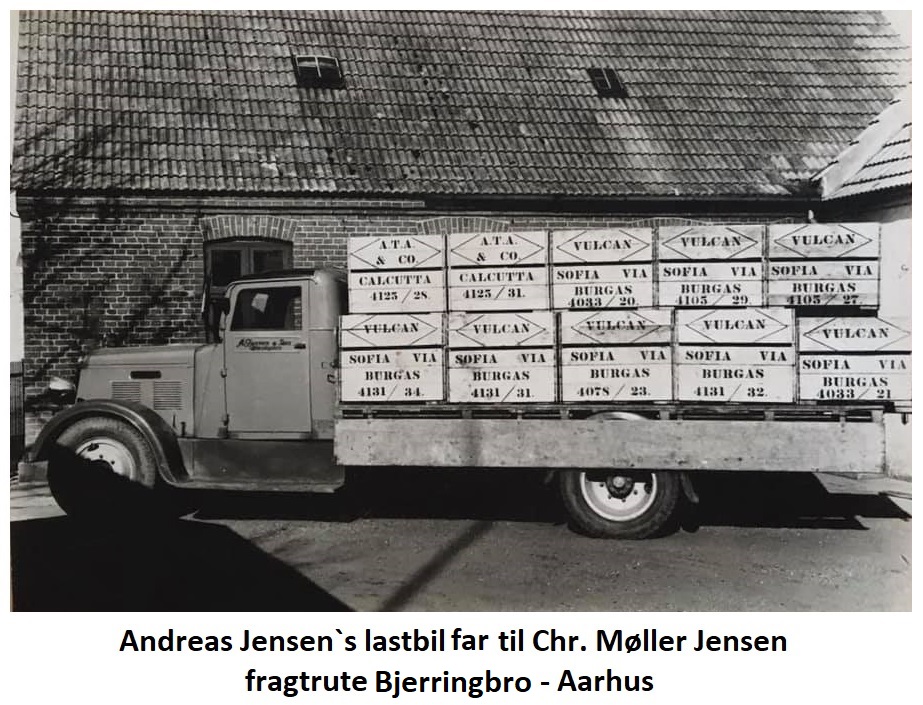 A.T.A.
& CO.
CALCUTTA
4125 / 28.
A.T.A.
& CO.
CALCUTTA
4125 / 31.
VULCAN
SOFIA VIA
BURGAS
4033 / 20.
VULCAN
SOFIA VIA
BURGAS
4105 / 29.
VULCAN
SOFIA VIA
BURGAS
4105 / 27.
VULCAN
SOFIA VIA
BURGAS
4131 / 34.
VULCAN
SOFIA VIA
BURGAS
4131 / 31.
VULCAN
SOFIA VIA
BURGAS
4078 / 23.
VULCAN
SOFIA VIA
BURGAS
4131 / 32.
VULCAN
SOFIA VIA
BURGAS
4033 / 21
Andreas Jensen`s lastbil far til Chr. Møller Jensen
fragtrute Bjerringbro - Aarhus